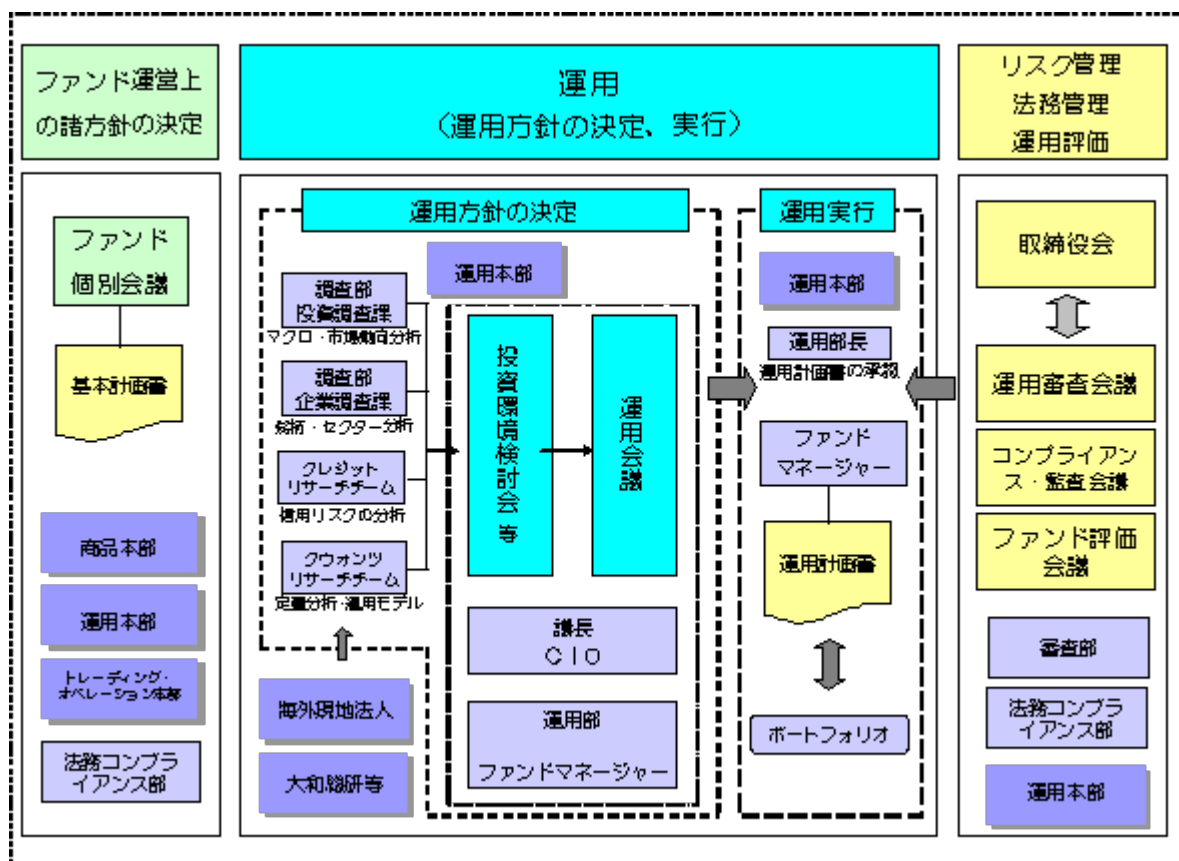 ファンド運営上
の諸方針の決定
運用
（運用方針の決定、実行）
リスク管理
法務管理
運用評価
ファンド
個別会議
基本計画書
商品本部
運用本部
トレーディング・
オペレーション本部
法務コンプラ
イアンス部
運用方針の決定
運用本部
調査部
投資調査課
マクロ・市場動向分析
調査部
企業調査課
銘柄・セクター分析
クレジット
リサーチチーム
信用リスクの分析
クウォンツ
リサーチチーム
定量分析・運用モデル
海外現地法人
大和総研等
投資環境検討会 等
運用会議
議長
ＣＩＯ
運用部
ファンドマネージャー
運用実行
運用本部
運用部長
運用計画書の承認
ファンド
マネージャー
運用計画書
ポートフォリオ
取締役会
運用審査会議
コンプライアン
ス・監査会議
ファンド評価
会議
審査部
法務コンプラ
イアンス部
運用本部